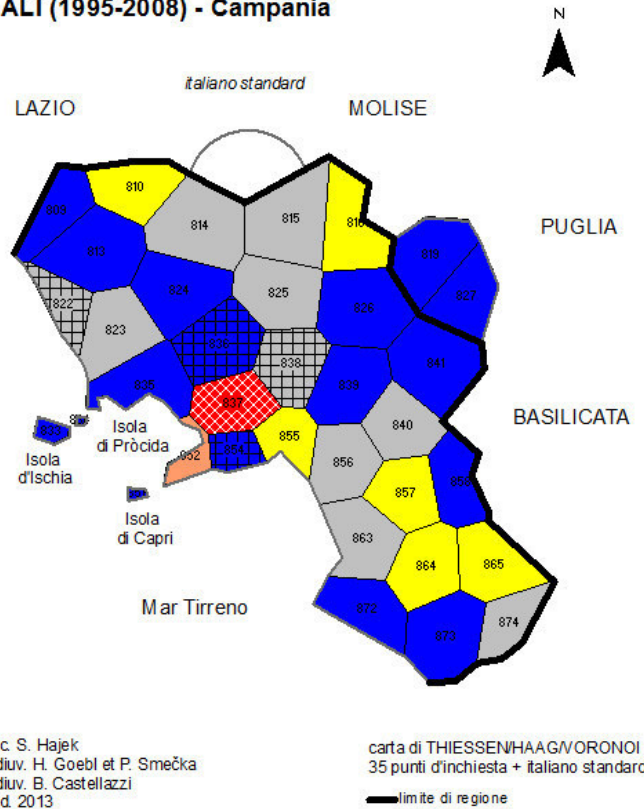 ALI (1995-2008) - Campania
N
italiano standard
LAZIO
MOLISE
PUGLIA
BASILICATA
810
809
814
815
813
819
824
825
827
822
826
823
836
838
841
835
839
837
840
855
854
856
857
863
864
865
872
873
874
Isola
di Pròcida
Isola
d'Ischia
Isola
di Capri
Mar Tirreno
c. S. Hajek
diuv. H. Goebl et P. Smečka
diuv. B. Castellazzi
d. 2013
carta di THIESSEN/HAAG/VORONOI
35 punti d'inchiesta + italiano standard
limite di regione